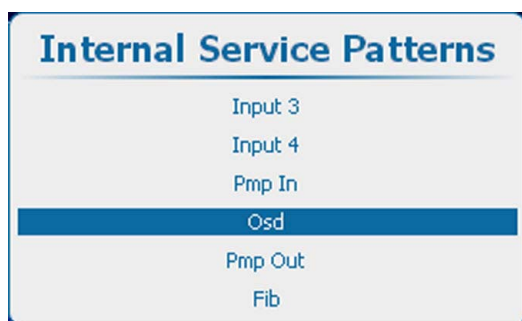 Internal Service Patterns
Input 3
Input 4
Pmp In
Osd
Pmp Out
Fib